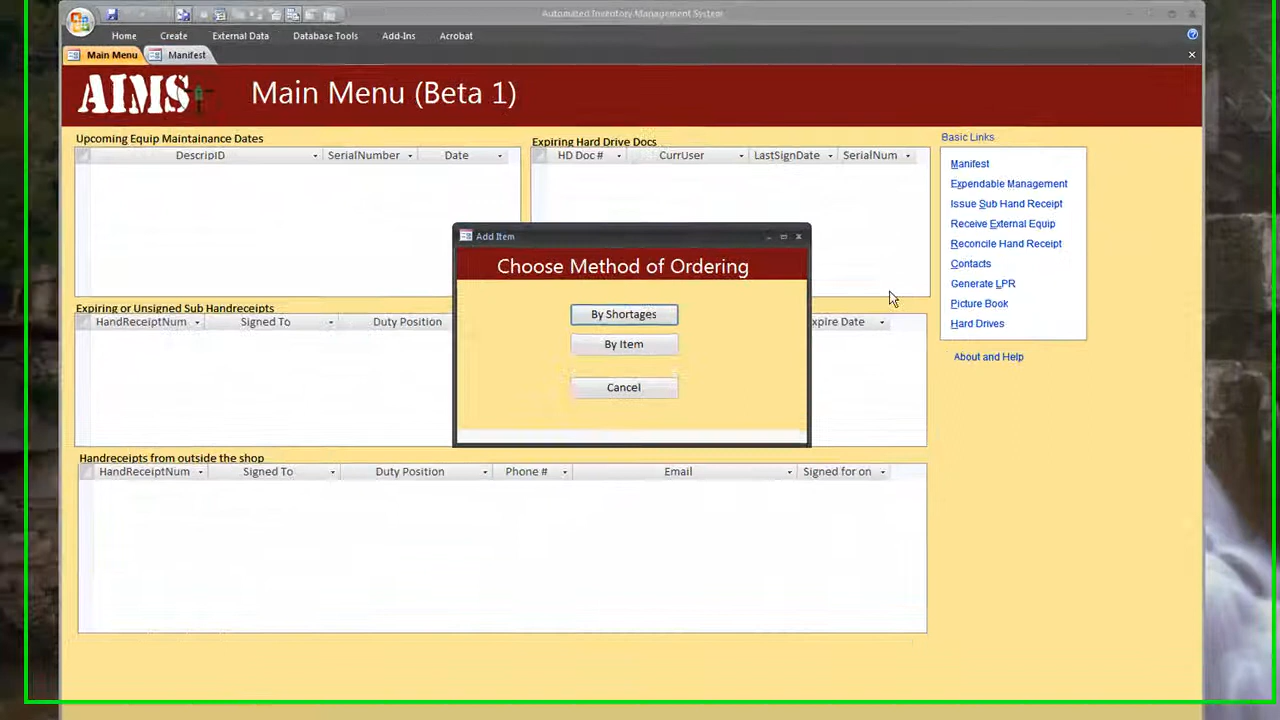 Automated Inventory Management System
Home Create External Data Database Tools Add-Ins Acrobat
Main Menu Manifest
AIMS Main Menu (Beta 1)
Upcoming Equip Maintainance Dates
DescripID SerialNumber Date
Expiring Hard Drive Docs
HD Doc # CurrUser LastSignDate SerialNum
Basic Links
Manifest
Expendable Management
Issue Sub Hand Receipt
Receive External Equip
Reconcile Hand Receipt
Contacts
Generate LPR
Picture Book
Hard Drives
About and Help
Add Item
Choose Method of Ordering
By Shortages
By Item
Cancel
Expiring or Unsigned Sub Handreceipts
HandReceiptNum Signed To Duty Position xpire Date
Handreceipts from outside the shop
HandReceiptNum Signed To Duty Position Phone # Email Signed for on